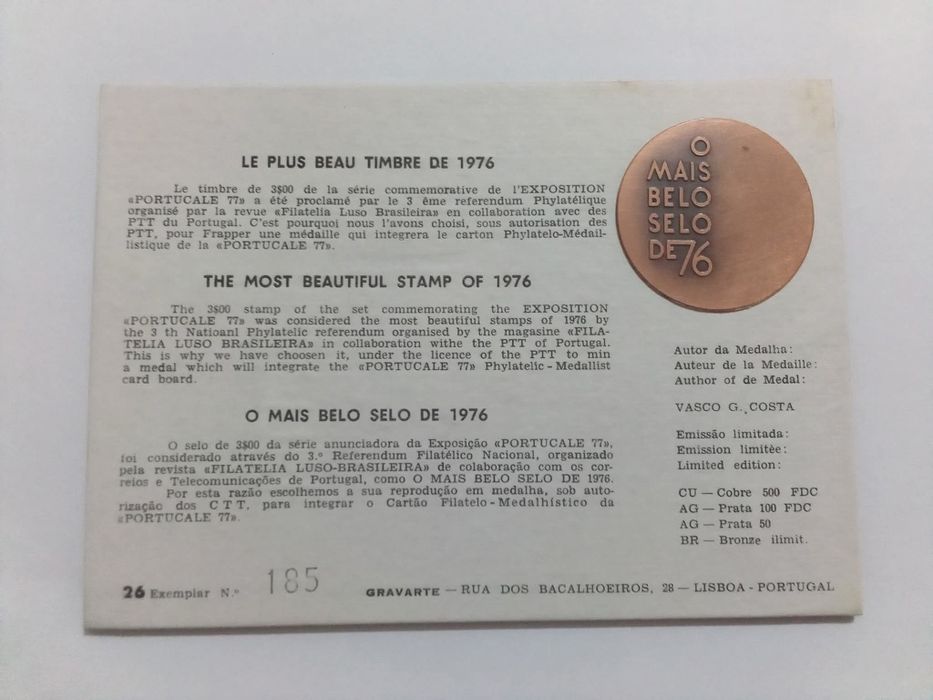 LE PLUS BEAU TIMBRE DE 1976
Le timbre de 3$00 de la série commemorative de l'EXPOSITION
«PORTUCALE 77» a été proclamé par le 3 ême referendum Phylatélique
organisé par la revue «Filatelia Luso Brasileira» en collaboration avec des
PTT du Portugal. C'est pourquoi nous l'avons choisi, sous autorisation des
PTT, pour Frapper une médaille qui integrera le carton Phylatelo-Médail-
listique de la «PORTUCALE 77».
THE MOST BEAUTIFUL STAMP OF 1976
The 3$00 stamp of the set commemorating the EXPOSITION
«PORTUCALE 77» was considered the most beautiful stamps of 1976 by
the 3 th Natioanl Phylatelic referendum organised by the magasine «FILA-
TELIA LUSO BRASILEIRA» in collaboration withe the PTT of Portugal.
This is why we have choosen it, under the licence of the PTT to min
a medal which will integrate the «PORTUCALE 77» Phylatelic - Medallist
card board.
O MAIS BELO SELO DE 1976
O selo de 3$00 da série anunciadora da Exposição «PORTUCALE 77»,
foi considerado através do 3.º Referendum Filatélico Nacional, organizado
pela revista «FILATELIA LUSO-BRASILEIRA» de colaboração com os cor-
reios e Telecomunicações de Portugal, como O MAIS BELO SELO DE 1976.
Por esta razão escolhemos a sua reprodução em medalha, sob auto-
rização dos C T T, para integrar o Cartão Filatelo - Medalhístico da
«PORTUCALE 77».
O
MAIS
BELO
SELO
DE 76
Autor da Medalha:
Auteur de la Medaille:
Author of de Medal:
VASCO G. COSTA
Emissão limitada:
Emission limitèe:
Limited edition:
CU — Cobre 500 FDC
AG — Prata 100 FDC
AG — Prata 50
BR — Bronze ilimit.
26 Exemplar N.º 185
GRAVARTE — RUA DOS BACALHOEIROS, 28 — LISBOA - PORTUGAL